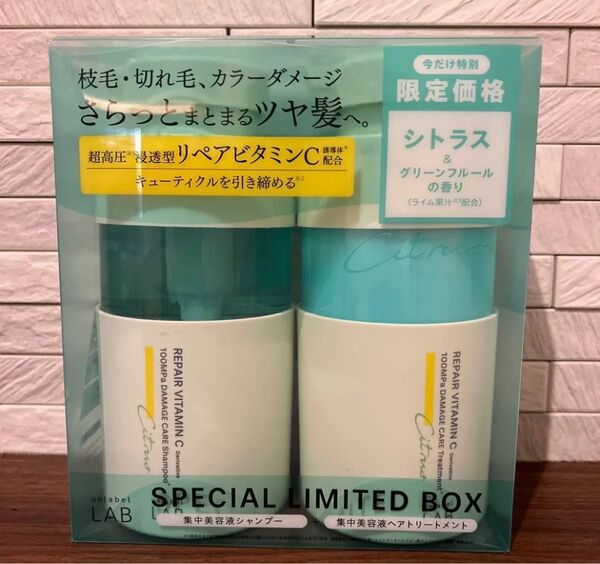 枝毛・切れ毛、カラーダメージ
さらっとまとまるツヤ髪へ。
超高圧※浸透型リペアビタミンC誘導体※配合
キューティクルを引き締める※2
今だけ特別
限定価格
シトラス
&
グリーンフルール
の香り
(ライム果汁※3配合)
Citrus
REPAIR VITAMIN C Derivative
100MPa DAMAGE CARE Shampoo
Citrus
REPAIR VITAMIN C Derivative
100MPa DAMAGE CARE Treatment
Citrus
unlabel
LAB
SPECIAL LIMITED BOX
集中美容液シャンプー + 集中美容液ヘアトリートメント